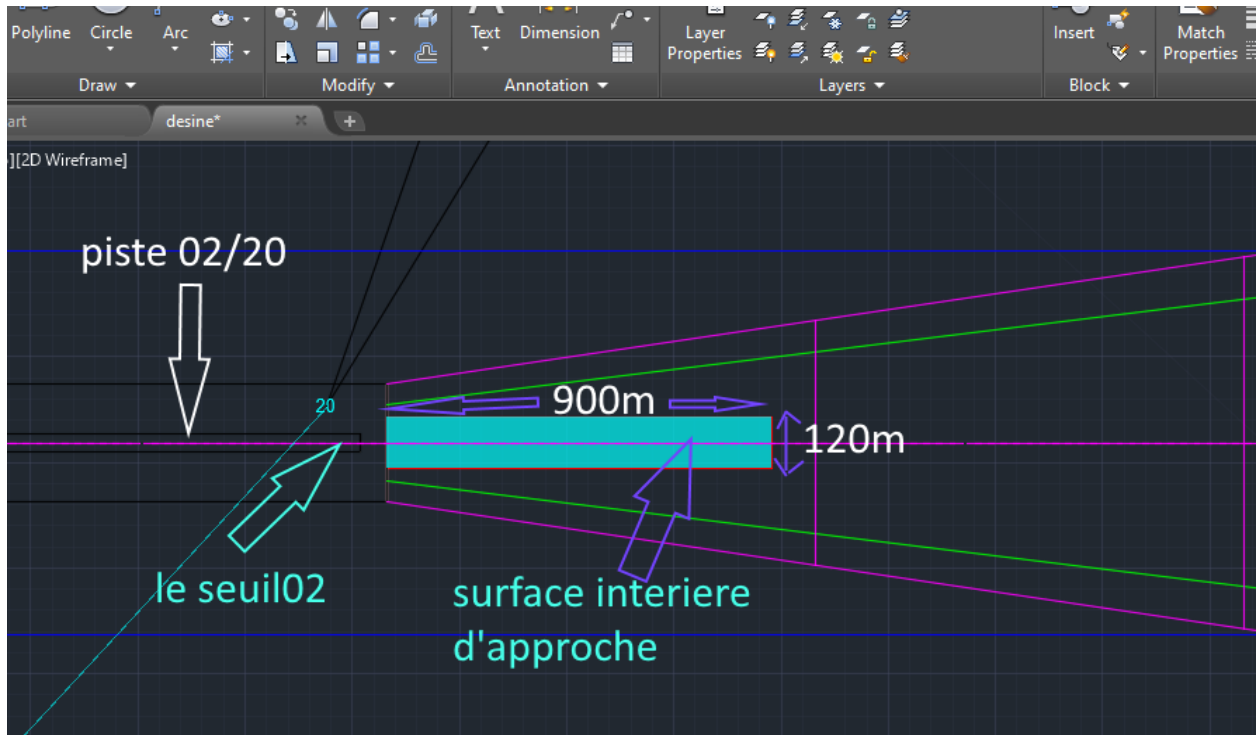 Polyline Circle Arc
Text Dimension
Layer
Properties
Insert
Match
Properties
Draw
Modify
Annotation
Layers
Block
art
desine*
][2D Wireframe]
piste 02/20
20
900m
120m
le seuil02
surface interiere
d'approche